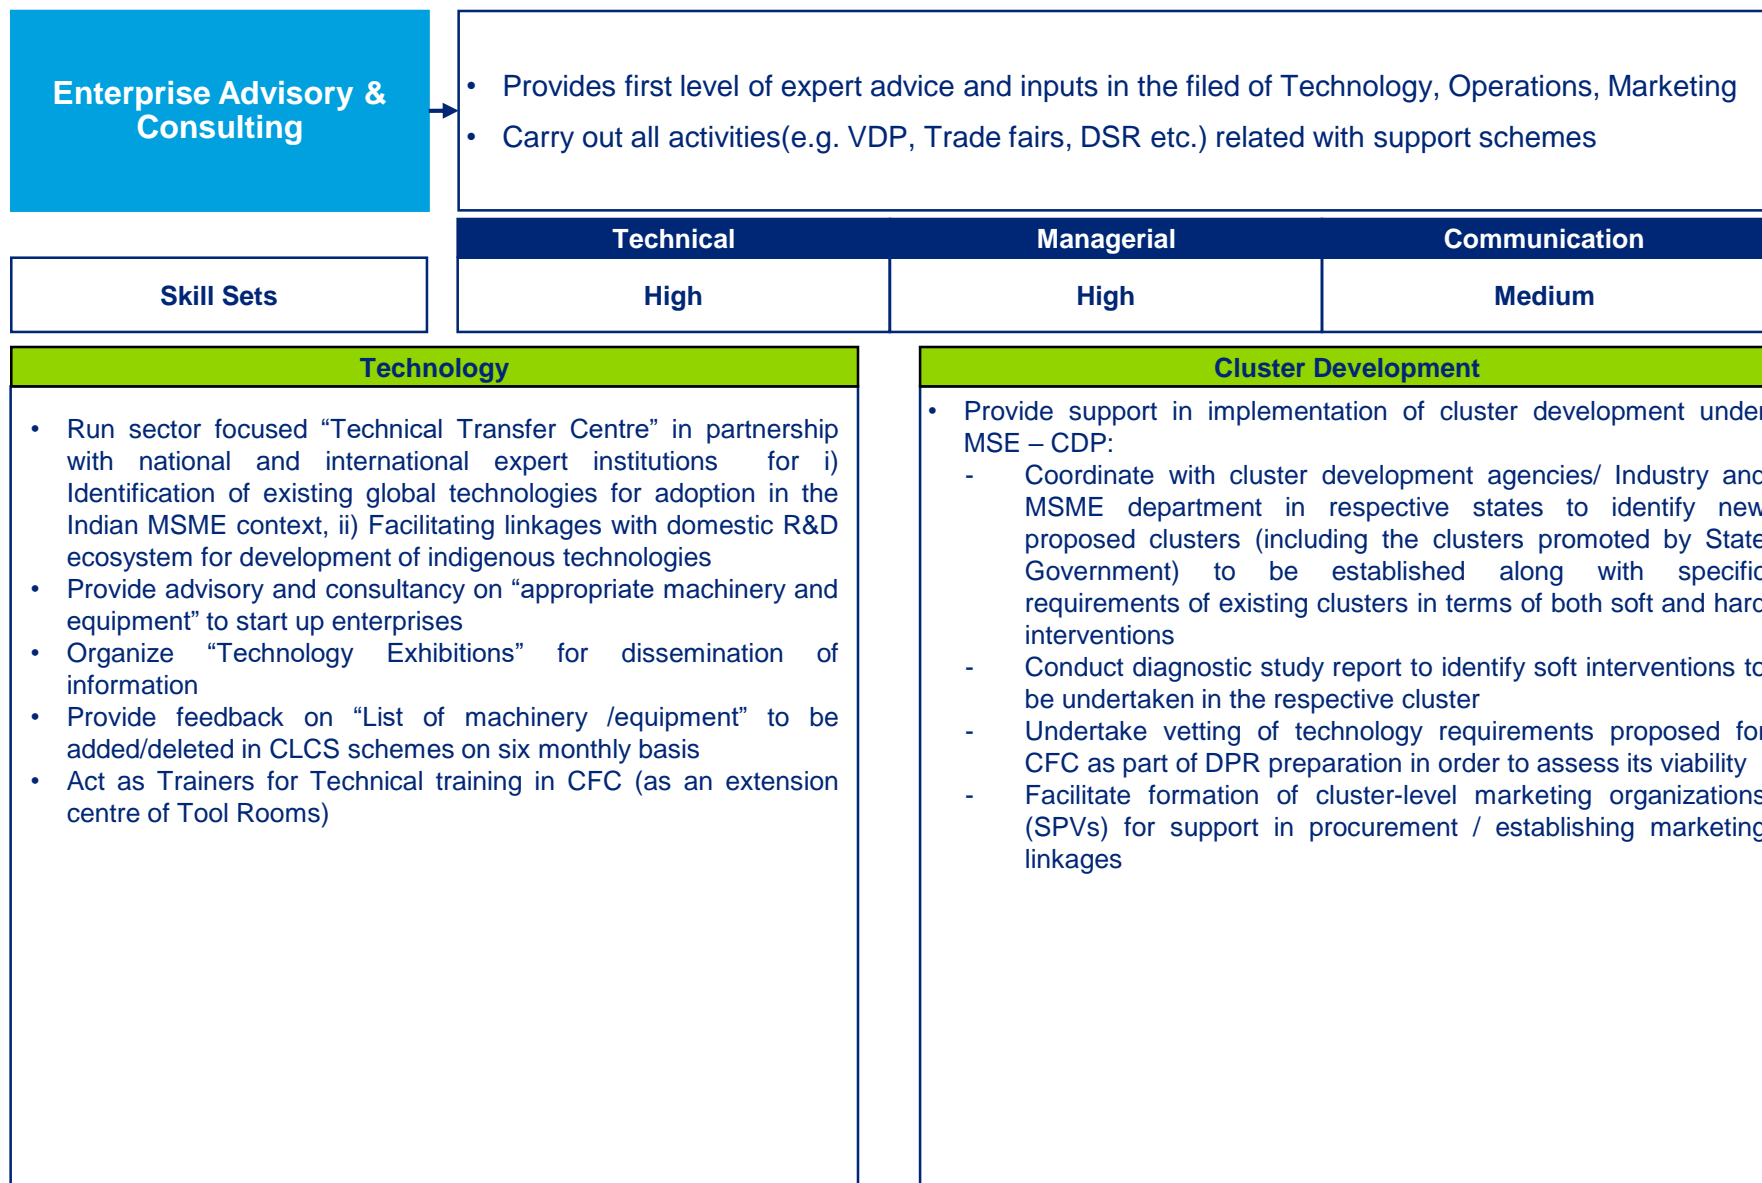 Enterprise Advisory &
Consulting
• Provides first level of expert advice and inputs in the filed of Technology, Operations, Marketing
• Carry out all activities(e.g. VDP, Trade fairs, DSR etc.) related with support schemes
Technical Managerial Communication
Skill Sets High High Medium
Technology
• Run sector focused “Technical Transfer Centre” in partnership
with national and international expert institutions for i)
Identification of existing global technologies for adoption in the
Indian MSME context, ii) Facilitating linkages with domestic R&D
ecosystem for development of indigenous technologies
• Provide advisory and consultancy on “appropriate machinery and
equipment” to start up enterprises
• Organize “Technology Exhibitions” for dissemination of
information
• Provide feedback on “List of machinery /equipment” to be
added/deleted in CLCS schemes on six monthly basis
• Act as Trainers for Technical training in CFC (as an extension
centre of Tool Rooms)
Cluster Development
• Provide support in implementation of cluster development under
MSE – CDP:
- Coordinate with cluster development agencies/ Industry and
MSME department in respective states to identify new
proposed clusters (including the clusters promoted by State
Government) to be established along with specific
requirements of existing clusters in terms of both soft and hard
interventions
- Conduct diagnostic study report to identify soft interventions to
be undertaken in the respective cluster
- Undertake vetting of technology requirements proposed for
CFC as part of DPR preparation in order to assess its viability
- Facilitate formation of cluster-level marketing organizations
(SPVs) for support in procurement / establishing marketing
linkages